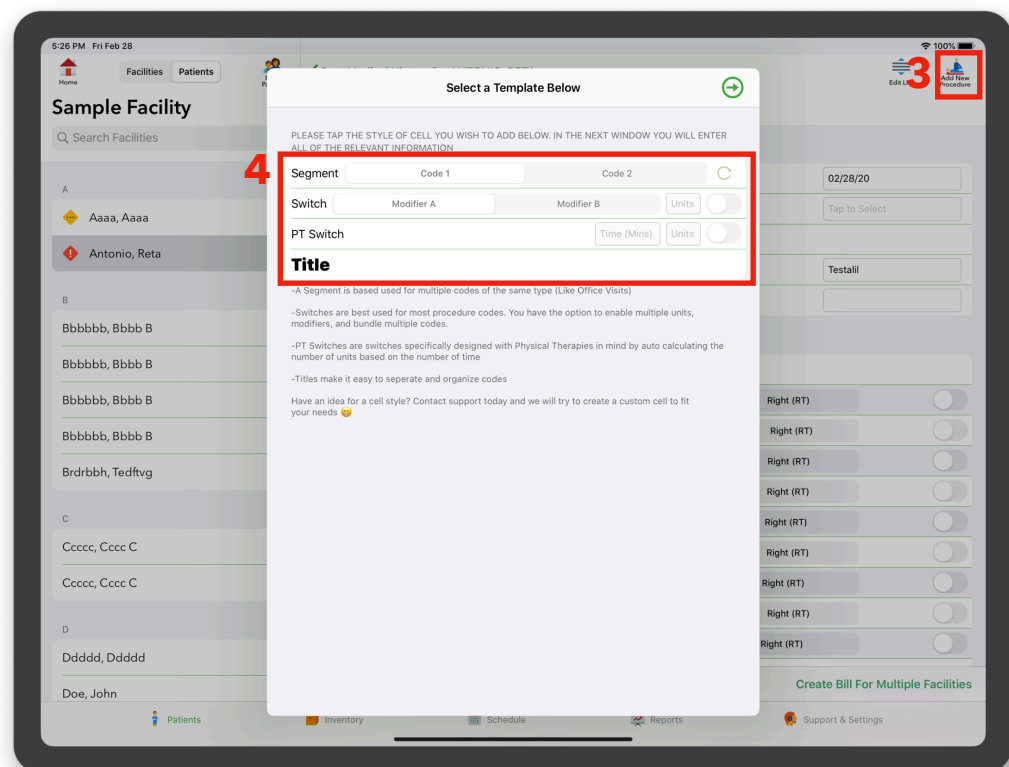 5:26 PM Fri Feb 28
100%
Home
Facilities
Patients
Edit
3
Add New
Procedure
Sample Facility
Search Facilities
A
Aaaa, Aaaa
Antonio, Reta
B
Bbbbbb, Bbbb B
Bbbbbb, Bbbb B
Bbbbbb, Bbbb B
Bbbbbb, Bbbb B
Brdrbbh, Tedftvg
C
Ccccc, Cccc C
Ccccc, Cccc C
D
Ddddd, Ddddd
Doe, John
Select a Template Below
PLEASE TAP THE STYLE OF CELL YOU WISH TO ADD BELOW. IN THE NEXT WINDOW YOU WILL ENTER
ALL OF THE RELEVANT INFORMATION
4
Segment
Code 1
Code 2
Switch
Modifier A
Modifier B
Units
PT Switch
Time (Mins)
Units
Title
-A Segment is based used for multiple codes of the same type (Like Office Visits)
-Switches are best used for most procedure codes. You have the option to enable multiple units,
modifiers, and bundle multiple codes.
-PT Switches are switches specifically designed with Physical Therapies in mind by auto calculating the
number of units based on the number of time
-Titles make it easy to seperate and organize codes
Have an idea for a cell style? Contact support today and we will try to create a custom cell to fit
your needs 😁
02/28/20
Tap to Select
Testalil
Right (RT)
Right (RT)
Right (RT)
Right (RT)
Right (RT)
Right (RT)
Right (RT)
Right (RT)
Right (RT)
Create Bill For Multiple Facilities
Patients
Inventory
Schedule
Reports
Support & Settings